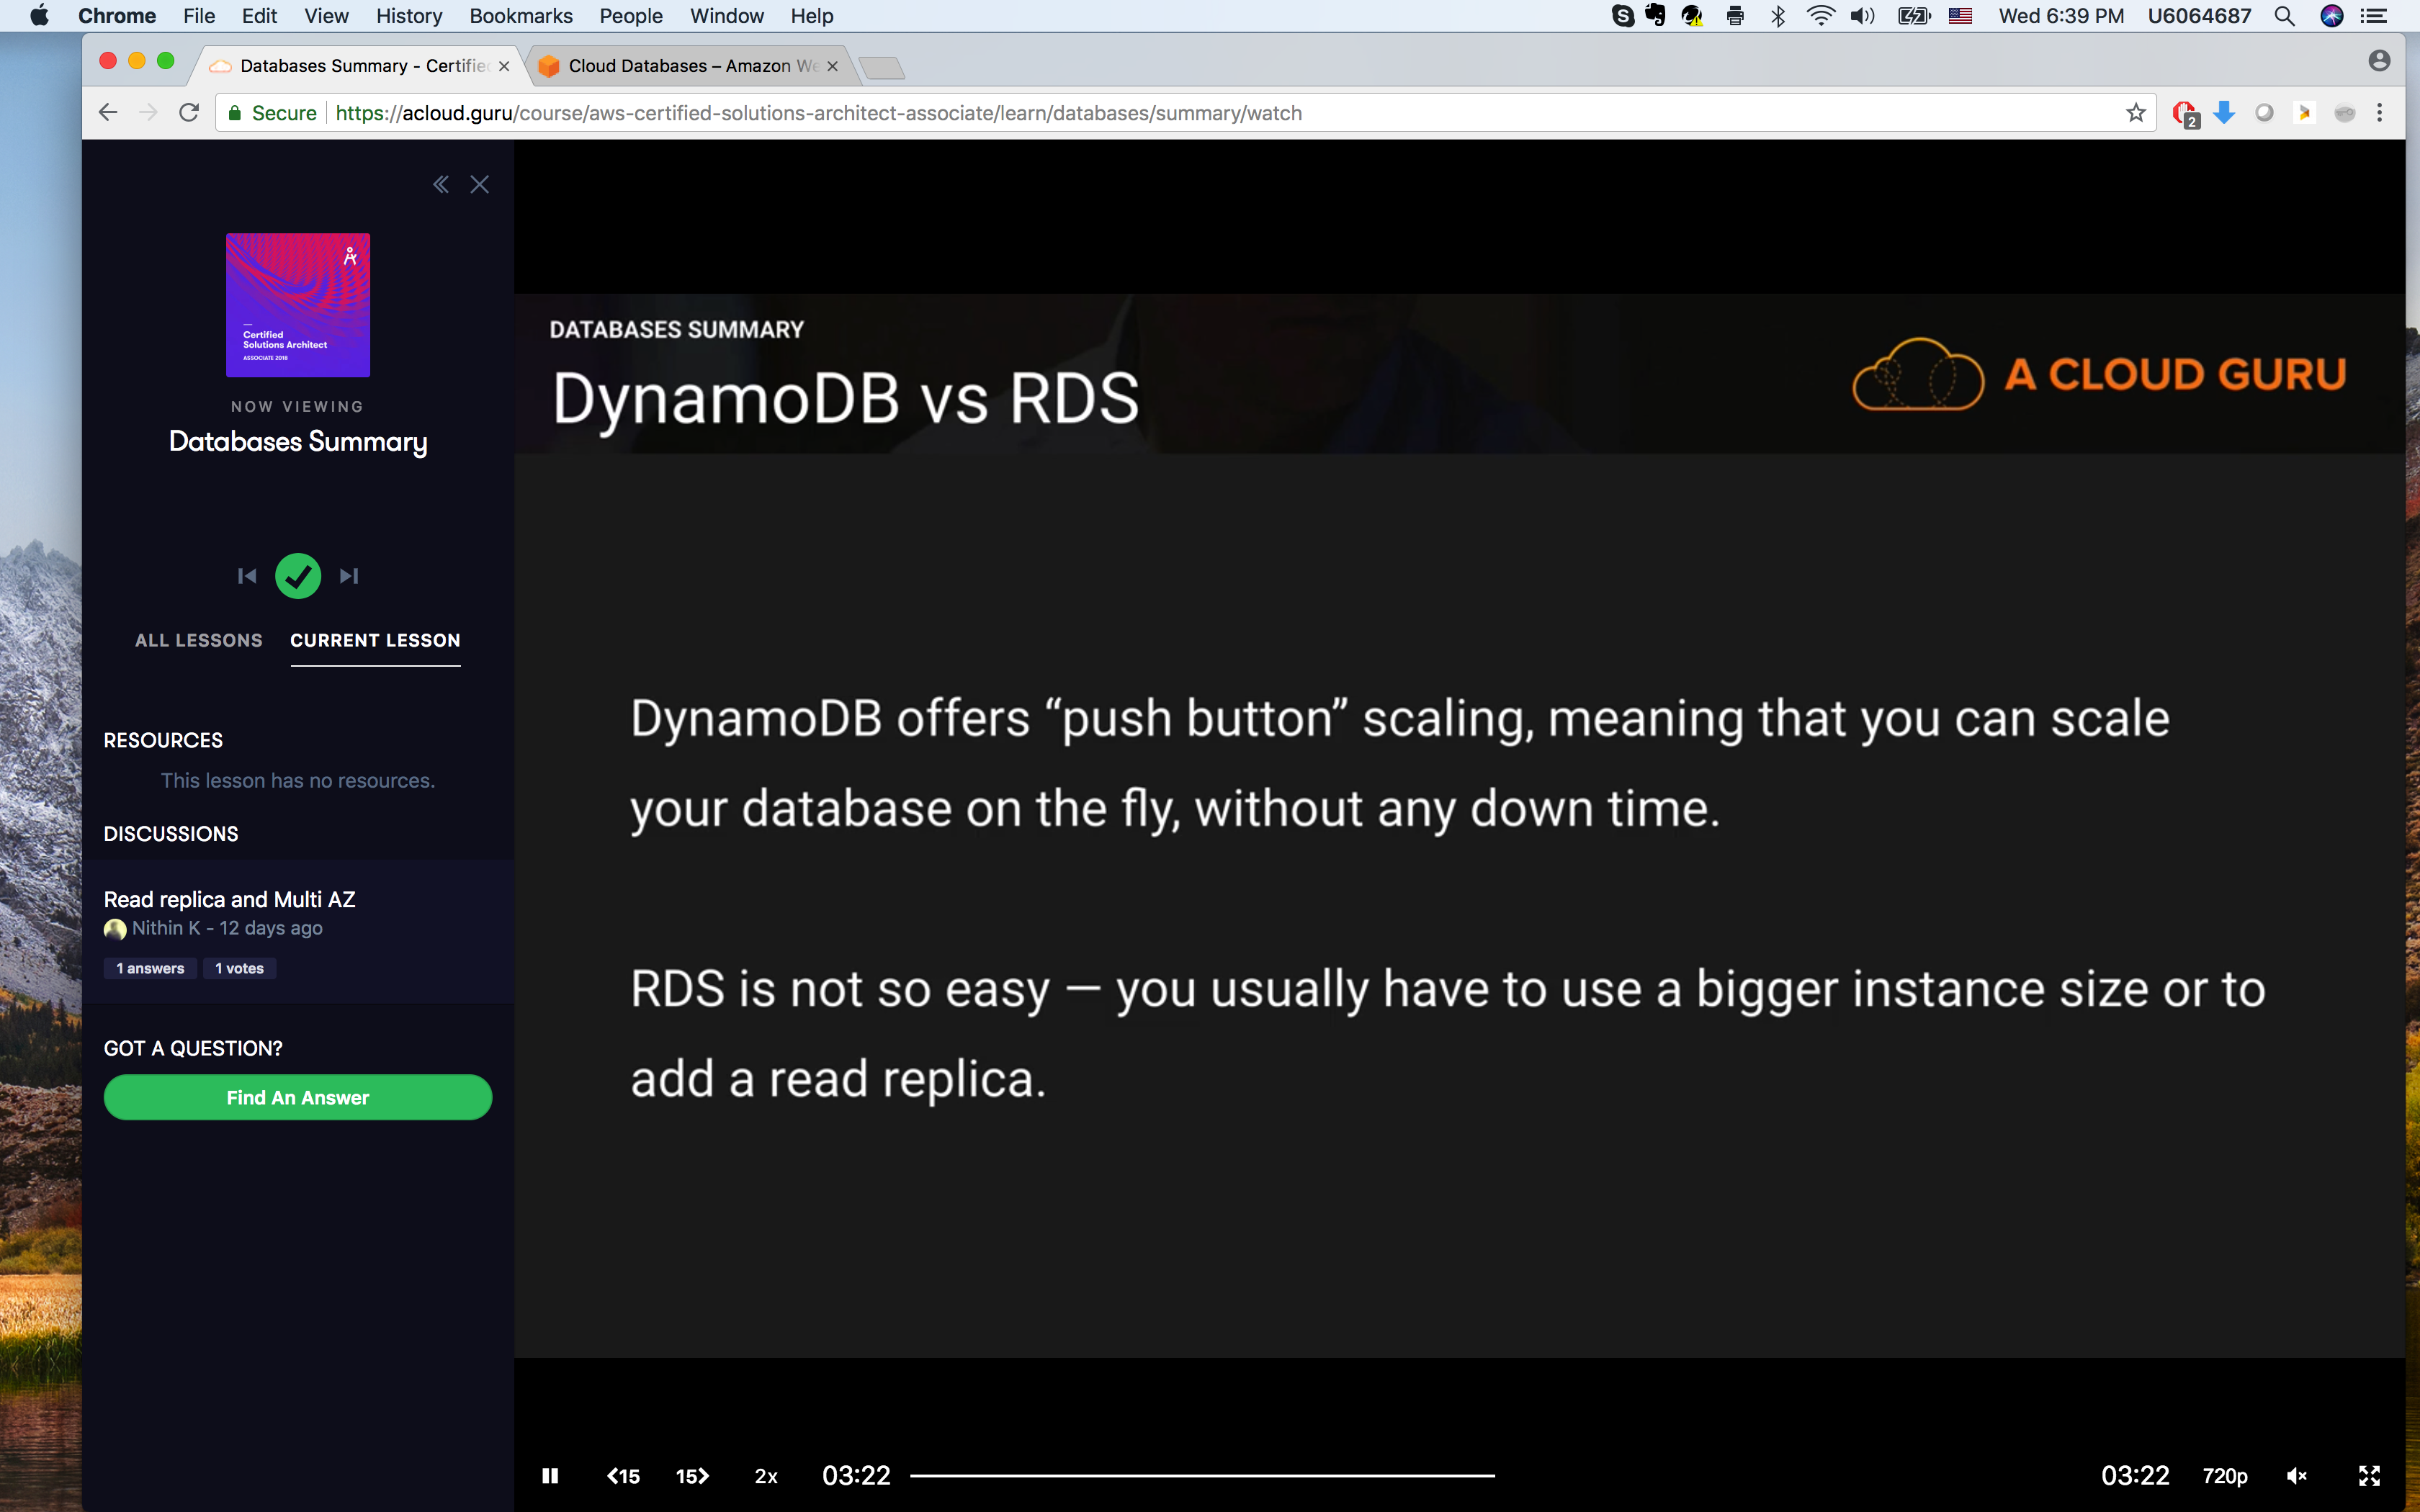 Chrome File Edit View History Bookmarks People Window Help Wed 6:39 PM U6064687
Databases Summary - Certifie
Cloud Databases – Amazon We
Secure https://acloud.guru/course/aws-certified-solutions-architect-associate/learn/databases/summary/watch
2
Certified
Solutions Architect
ASSOCIATE 2018
NOW VIEWING
Databases Summary
ALL LESSONS CURRENT LESSON
RESOURCES
This lesson has no resources.
DISCUSSIONS
Read replica and Multi AZ
Nithin K - 12 days ago
1 answers 1 votes
GOT A QUESTION?
Find An Answer
DATABASES SUMMARY
DynamoDB vs RDS
A CLOUD GURU
DynamoDB offers “push button” scaling, meaning that you can scale
your database on the fly, without any down time.
RDS is not so easy — you usually have to use a bigger instance size or to
add a read replica.
15 15 2x 03:22 03:22 720p